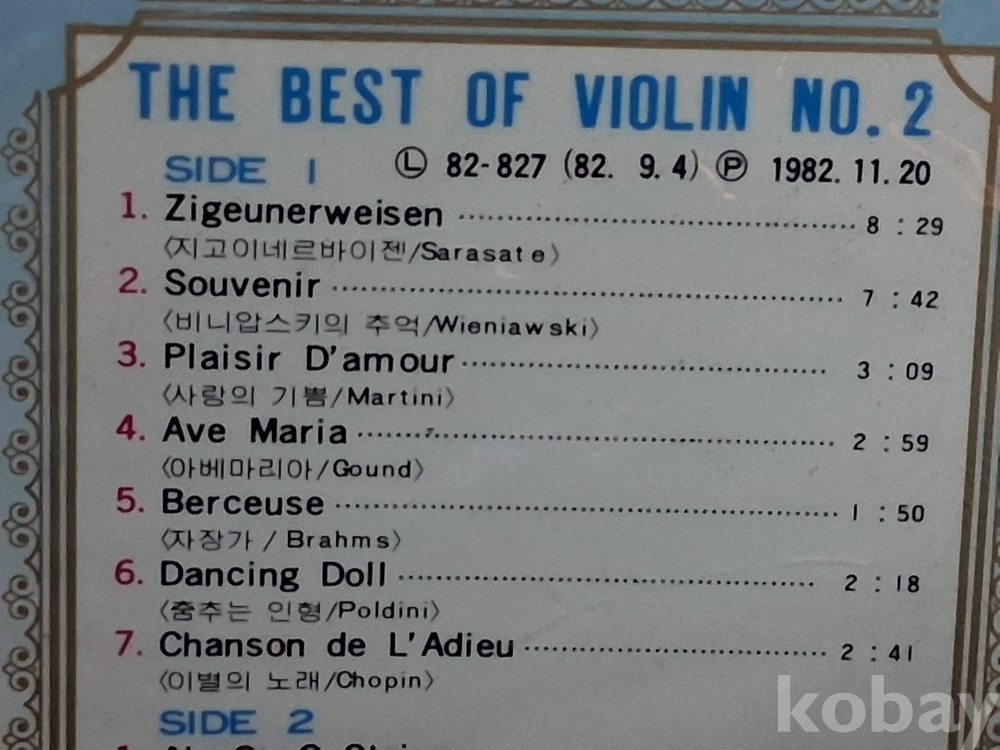 THE BEST OF VIOLIN NO. 2
SIDE 1 Ⓛ 82-827 (82. 9. 4) Ⓟ 1982. 11. 20
1. Zigeunerweisen 8 : 29
〈지고이네르바이젠/Sarasate〉
2. Souvenir 7 : 42
〈비니압스키의 추억/Wieniawski〉
3. Plaisir D'amour 3 : 09
〈사랑의 기쁨/Martini〉
4. Ave Maria 2 : 59
〈아베마리아/Gound〉
5. Berceuse 1 : 50
〈자장가 / Brahms〉
6. Dancing Doll 2 : 18
〈춤추는 인형/Poldini〉
7. Chanson de L'Adieu 2 : 41
〈이별의 노래/Chopin〉
SIDE 2
kobay